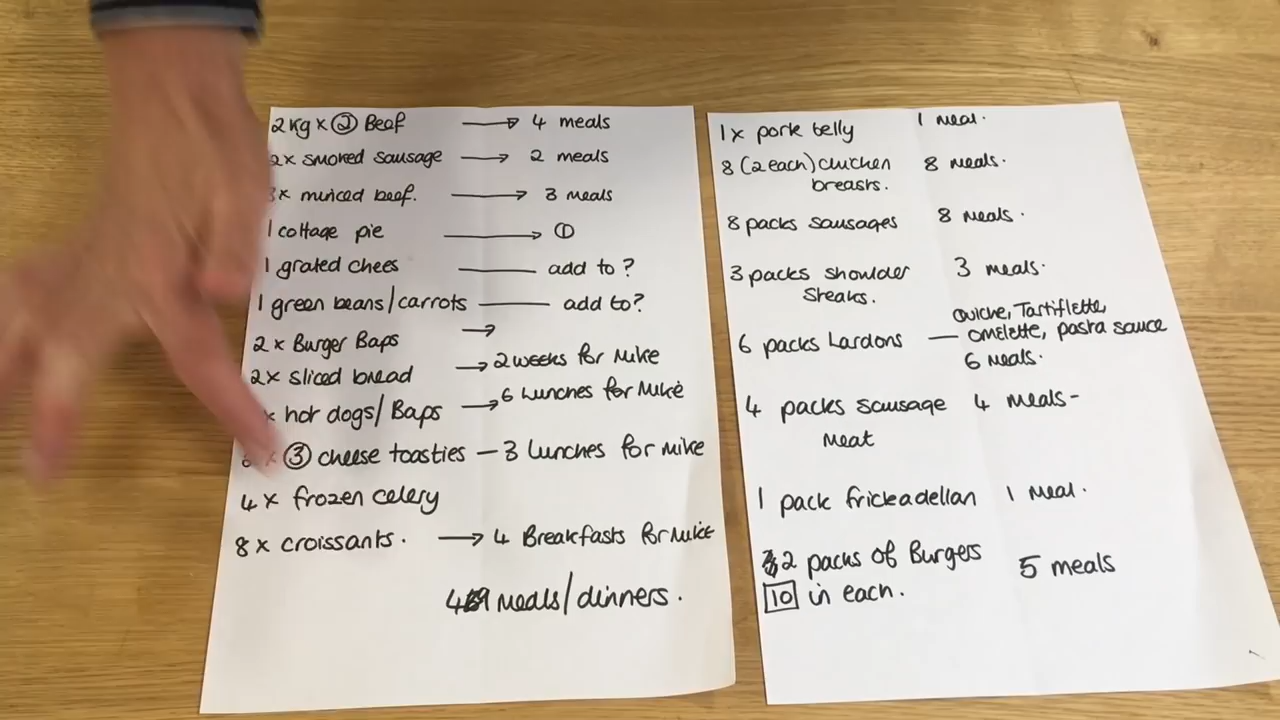 2kg x ② Beef → 4 meals
2x smoked sausage → 2 meals
3x minced beef. → 3 meals
1 cottage pie → ①
1 grated chees — add to ?
1 green beans/carrots — add to?
2 x Burger Baps →
2x sliced bread → 2 weeks for Mike
x hot dogs/Baps → 6 Lunches for Mike
x ③ cheese toasties — 3 Lunches for Mike
4 x frozen celery
8 x croissants. → 4 Breakfasts for Mike
49 meals/dinners.
1x pork belly 1 meal.
8 (2 each) chicken 8 meals.
breasts.
8 packs sausages 8 meals.
3 packs shoulder 3 meals.
steaks.
Quiche, Tartiflette,
6 packs Lardons — omelette, pasta sauce
6 meals.
4 packs sausage 4 meals-
meat
1 pack frickadellan 1 meal.
2 packs of Burgers 5 meals
10 in each.